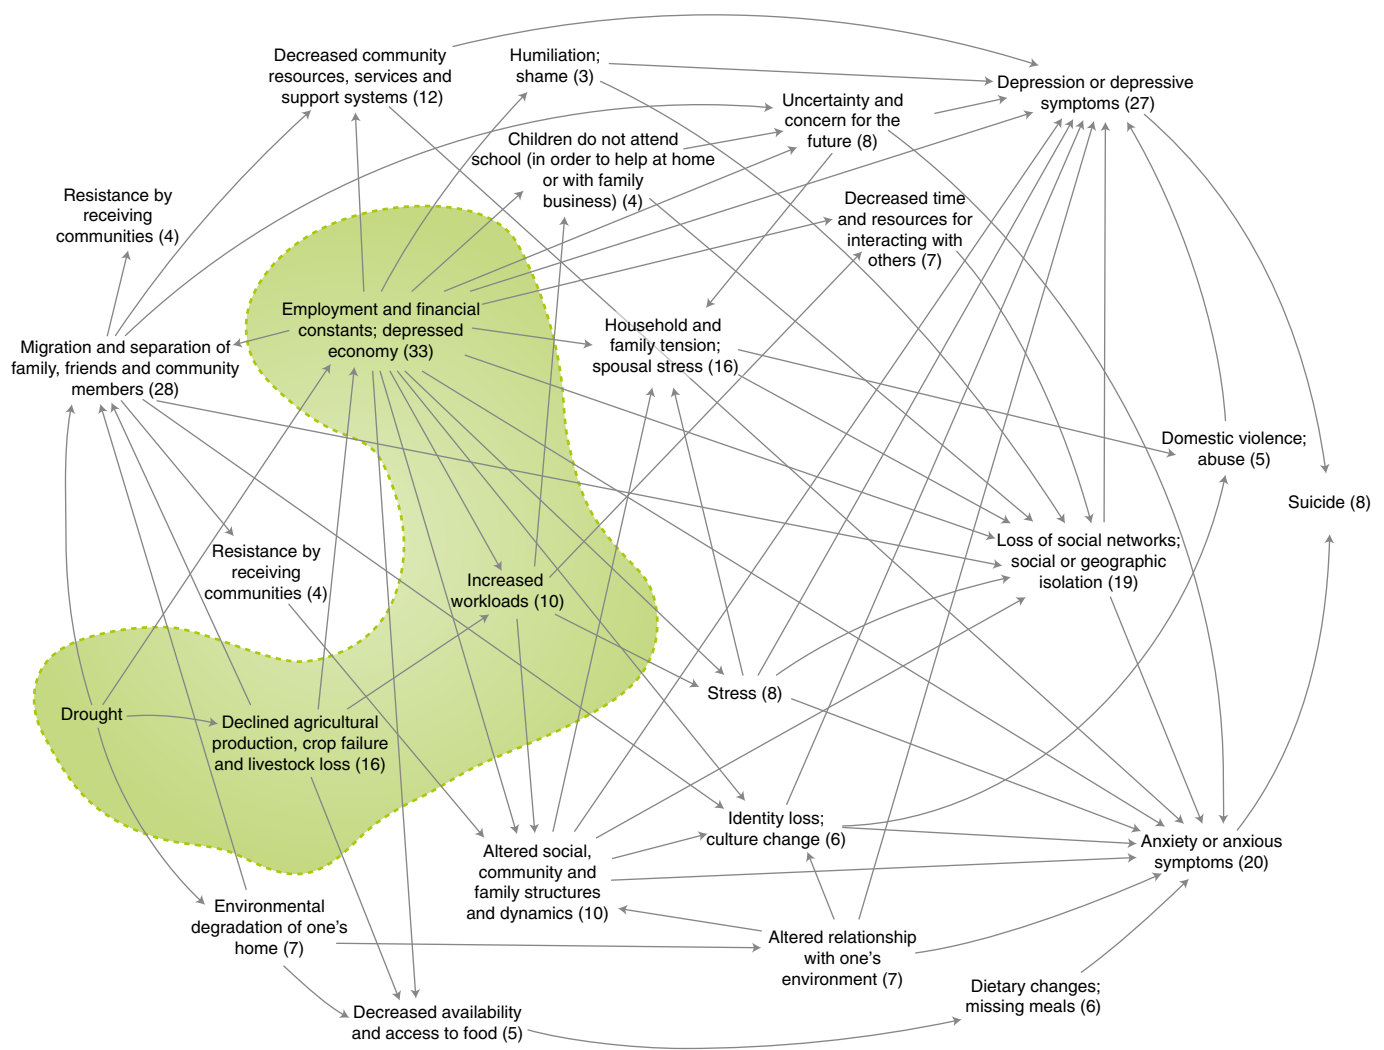 Decreased community
resources, services and
support systems (12)
Humiliation;
shame (3)
Depression or depressive
symptoms (27)
Uncertainty and
concern for the
future (8)
Children do not attend
school (in order to help at home
or with family
business) (4)
Resistance by
receiving
communities (4)
Decreased time
and resources for
interacting with
others (7)
Employment and financial
constants; depressed
economy (33)
Household and
family tension;
spousal stress (16)
Migration and separation of
family, friends and community
members (28)
Domestic violence;
abuse (5)
Suicide (8)
Resistance by
receiving
communities (4)
Increased
workloads (10)
Loss of social networks;
social or geographic
isolation (19)
Stress (8)
Drought
Declined agricultural
production, crop failure
and livestock loss (16)
Identity loss;
culture change (6)
Anxiety or anxious
symptoms (20)
Altered social,
community and
family structures
and dynamics (10)
Environmental
degradation of one's
home (7)
Altered relationship
with one's
environment (7)
Dietary changes;
missing meals (6)
Decreased availability
and access to food (5)